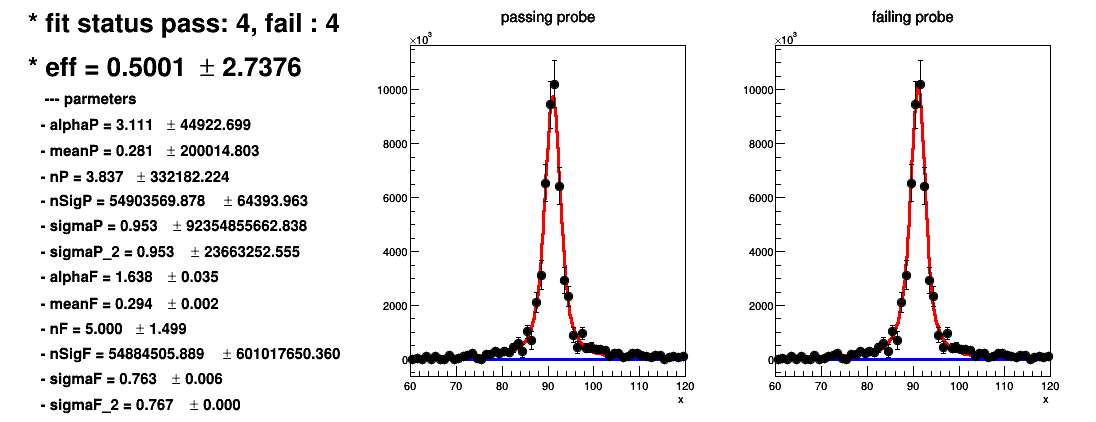 * fit status pass: 4, fail : 4
* eff = 0.5001 ± 2.7376
--- parmeters
- alphaP = 3.111 ± 44922.699
- meanP = 0.281 ± 200014.803
- nP = 3.837 ± 332182.224
- nSigP = 54903569.878 ± 64393.963
- sigmaP = 0.953 ± 92354855662.838
- sigmaP_2 = 0.953 ± 23663252.555
- alphaF = 1.638 ± 0.035
- meanF = 0.294 ± 0.002
- nF = 5.000 ± 1.499
- nSigF = 54884505.889 ± 601017650.360
- sigmaF = 0.763 ± 0.006
- sigmaF_2 = 0.767 ± 0.000
passing probe
×10³
10000
8000
6000
4000
2000
0
60 70 80 90 100 110 120
x
failing probe
×10³
10000
8000
6000
4000
2000
0
60 70 80 90 100 110 120
x